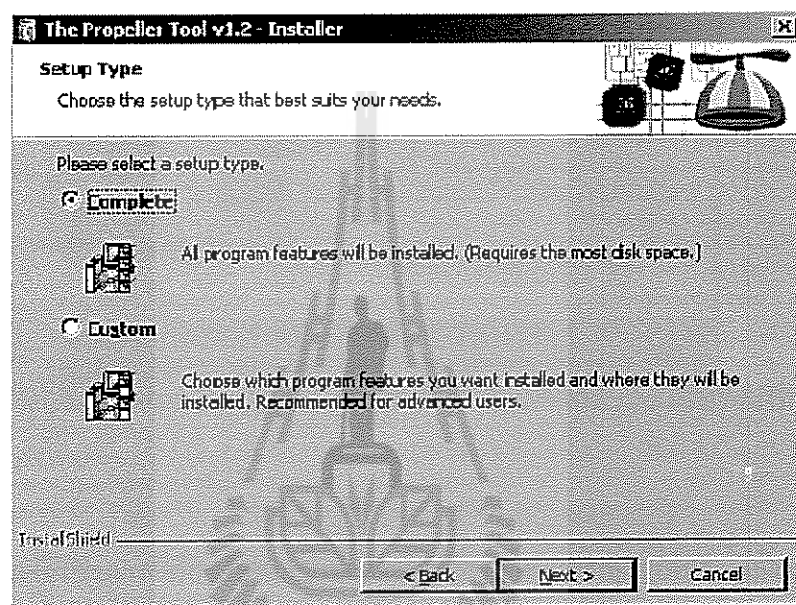 The Propeller Tool v1.2 - Installer
Setup Type
Choose the setup type that best suits your needs.
Please select a setup type.
Complete
All program features will be installed. (Requires the most disk space.)
Custom
Choose which program features you want installed and where they will be
installed. Recommended for advanced users.
InstallShield
< Back Next > Cancel